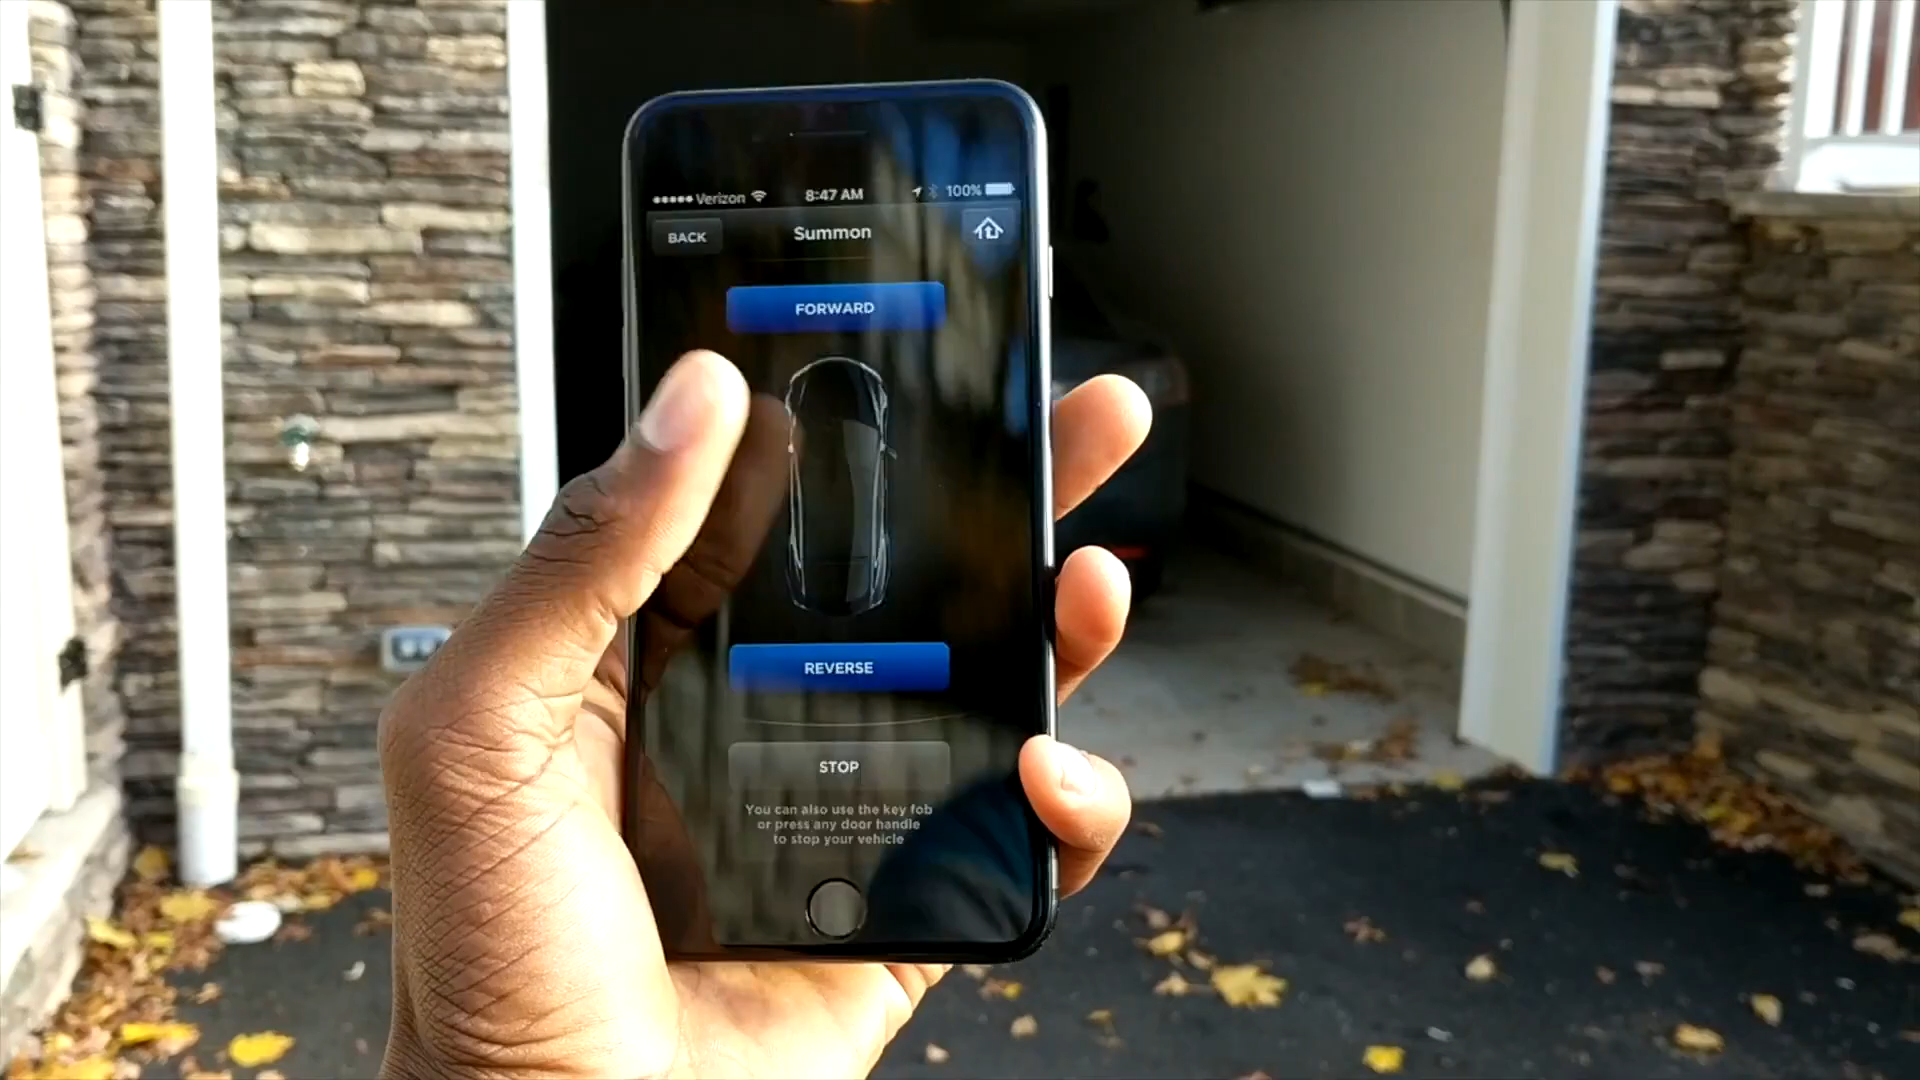 Verizon 8:47 AM 100%
BACK Summon
FORWARD
REVERSE
STOP
You can also use the key fob
or press any door handle
to stop your vehicle